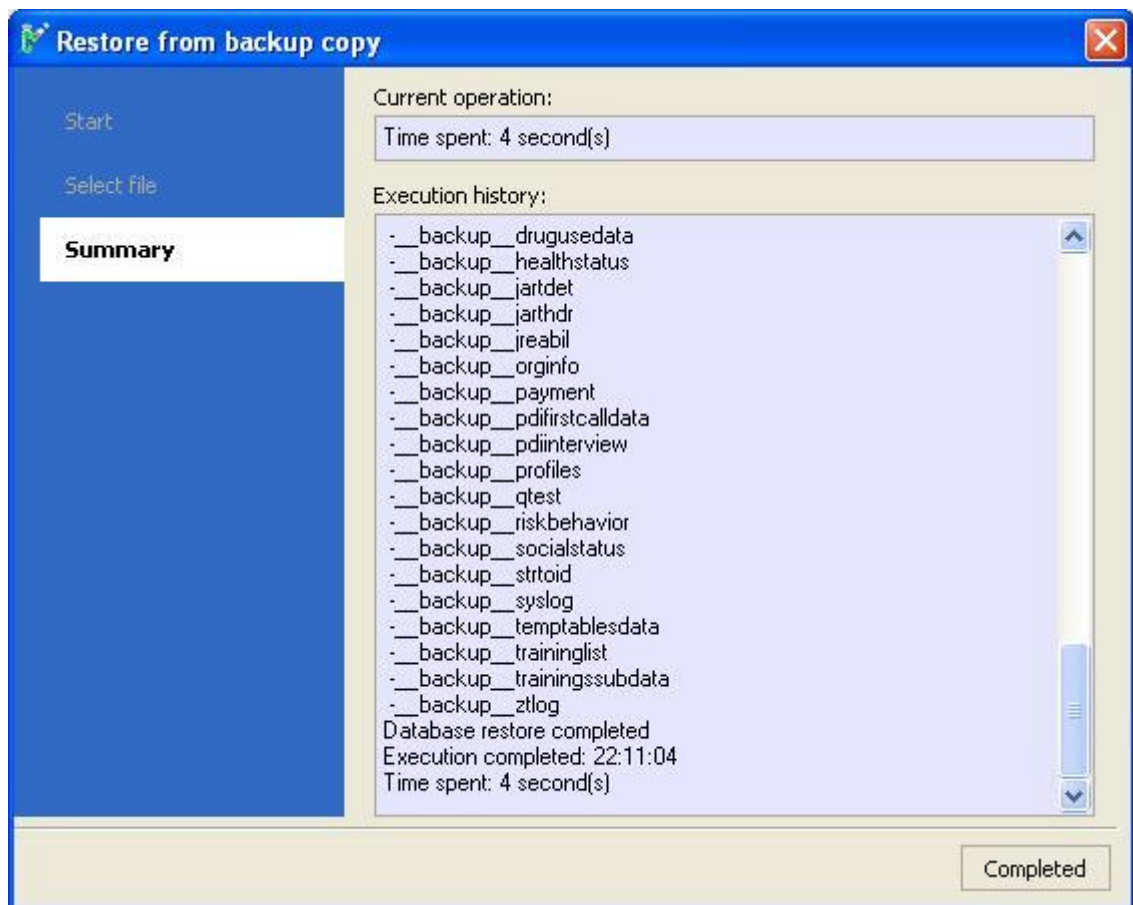 Restore from backup copy
Start
Select file
Summary
Current operation:
Time spent: 4 second(s)
Execution history:
-__backup__drugusedata
-__backup__healthstatus
-__backup__jartdet
-__backup__jarthdr
-__backup__jreabil
-__backup__orginfo
-__backup__payment
-__backup__pdifirstcalldata
-__backup__pdiinterview
-__backup__profiles
-__backup__qtest
-__backup__riskbehavior
-__backup__socialstatus
-__backup__strtoid
-__backup__syslog
-__backup__temptablesdata
-__backup__traininglist
-__backup__trainingssubdata
-__backup__ztlog
Database restore completed
Execution completed: 22:11:04
Time spent: 4 second(s)
Completed